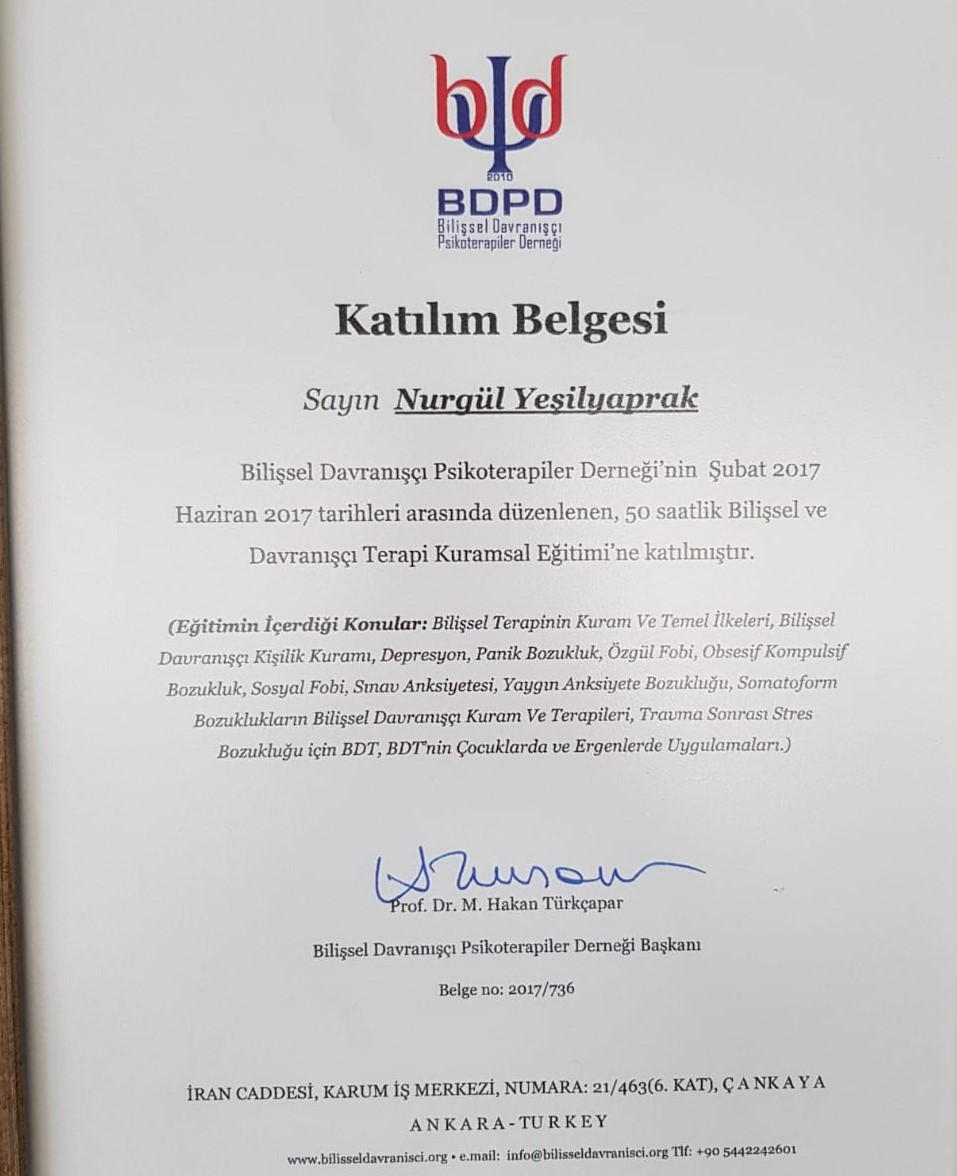 bψd
2010
BDPD
Bilişsel Davranışçı
Psikoterapiler Derneği
Katılım Belgesi
Sayın Nurgül Yeşilyaprak
Bilişsel Davranışçı Psikoterapiler Derneği'nin Şubat 2017
Haziran 2017 tarihleri arasında düzenlenen, 50 saatlik Bilişsel ve
Davranışçı Terapi Kuramsal Eğitimi'ne katılmıştır.
(Eğitimin İçerdiği Konular: Bilişsel Terapinin Kuram Ve Temel İlkeleri, Bilişsel
Davranışçı Kişilik Kuramı, Depresyon, Panik Bozukluk, Özgül Fobi, Obsesif Kompulsif
Bozukluk, Sosyal Fobi, Sınav Anksiyetesi, Yaygın Anksiyete Bozukluğu, Somatoform
Bozuklukların Bilişsel Davranışçı Kuram Ve Terapileri, Travma Sonrası Stres
Bozukluğu için BDT, BDT'nin Çocuklarda ve Ergenlerde Uygulamaları.)
Prof. Dr. M. Hakan Türkçapar
Bilişsel Davranışçı Psikoterapiler Derneği Başkanı
Belge no: 2017/736
İRAN CADDESİ, KARUM İŞ MERKEZİ, NUMARA: 21/463(6. KAT), ÇANKAYA
ANKARA-TURKEY
www.bilisseldavranisci.org • e.mail: info@bilisseldavranisci.org Tlf: +90 5442242601